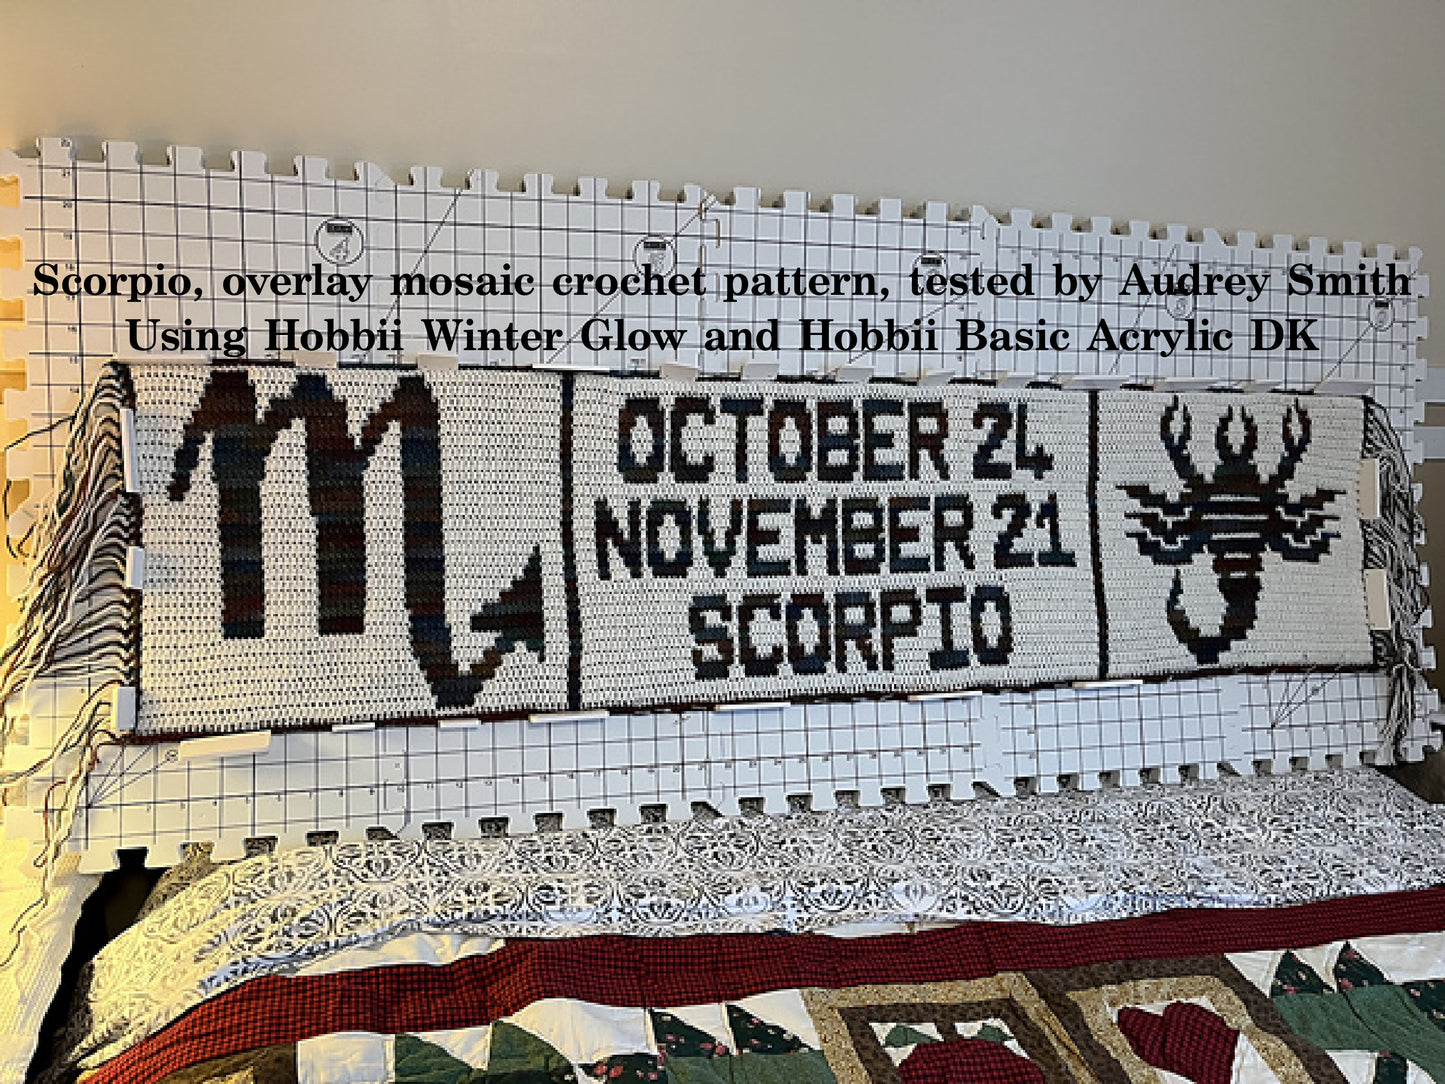 Scorpio, overlay mosaic crochet pattern, tested by Audrey Smith
Using Hobbii Winter Glow and Hobbii Basic Acrylic DK
OCTOBER 24
NOVEMBER 21
SCORPIO